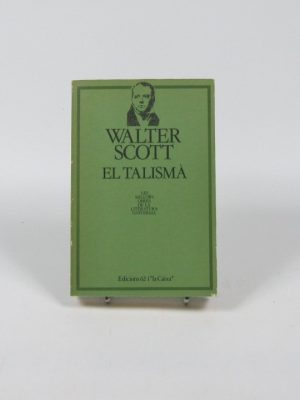 WALTER
SCOTT
EL TALISMÀ
LES
MILLORS
OBRES
DE LA
LITERATURA
UNIVERSAL
Edicions 62 i "la Caixa"